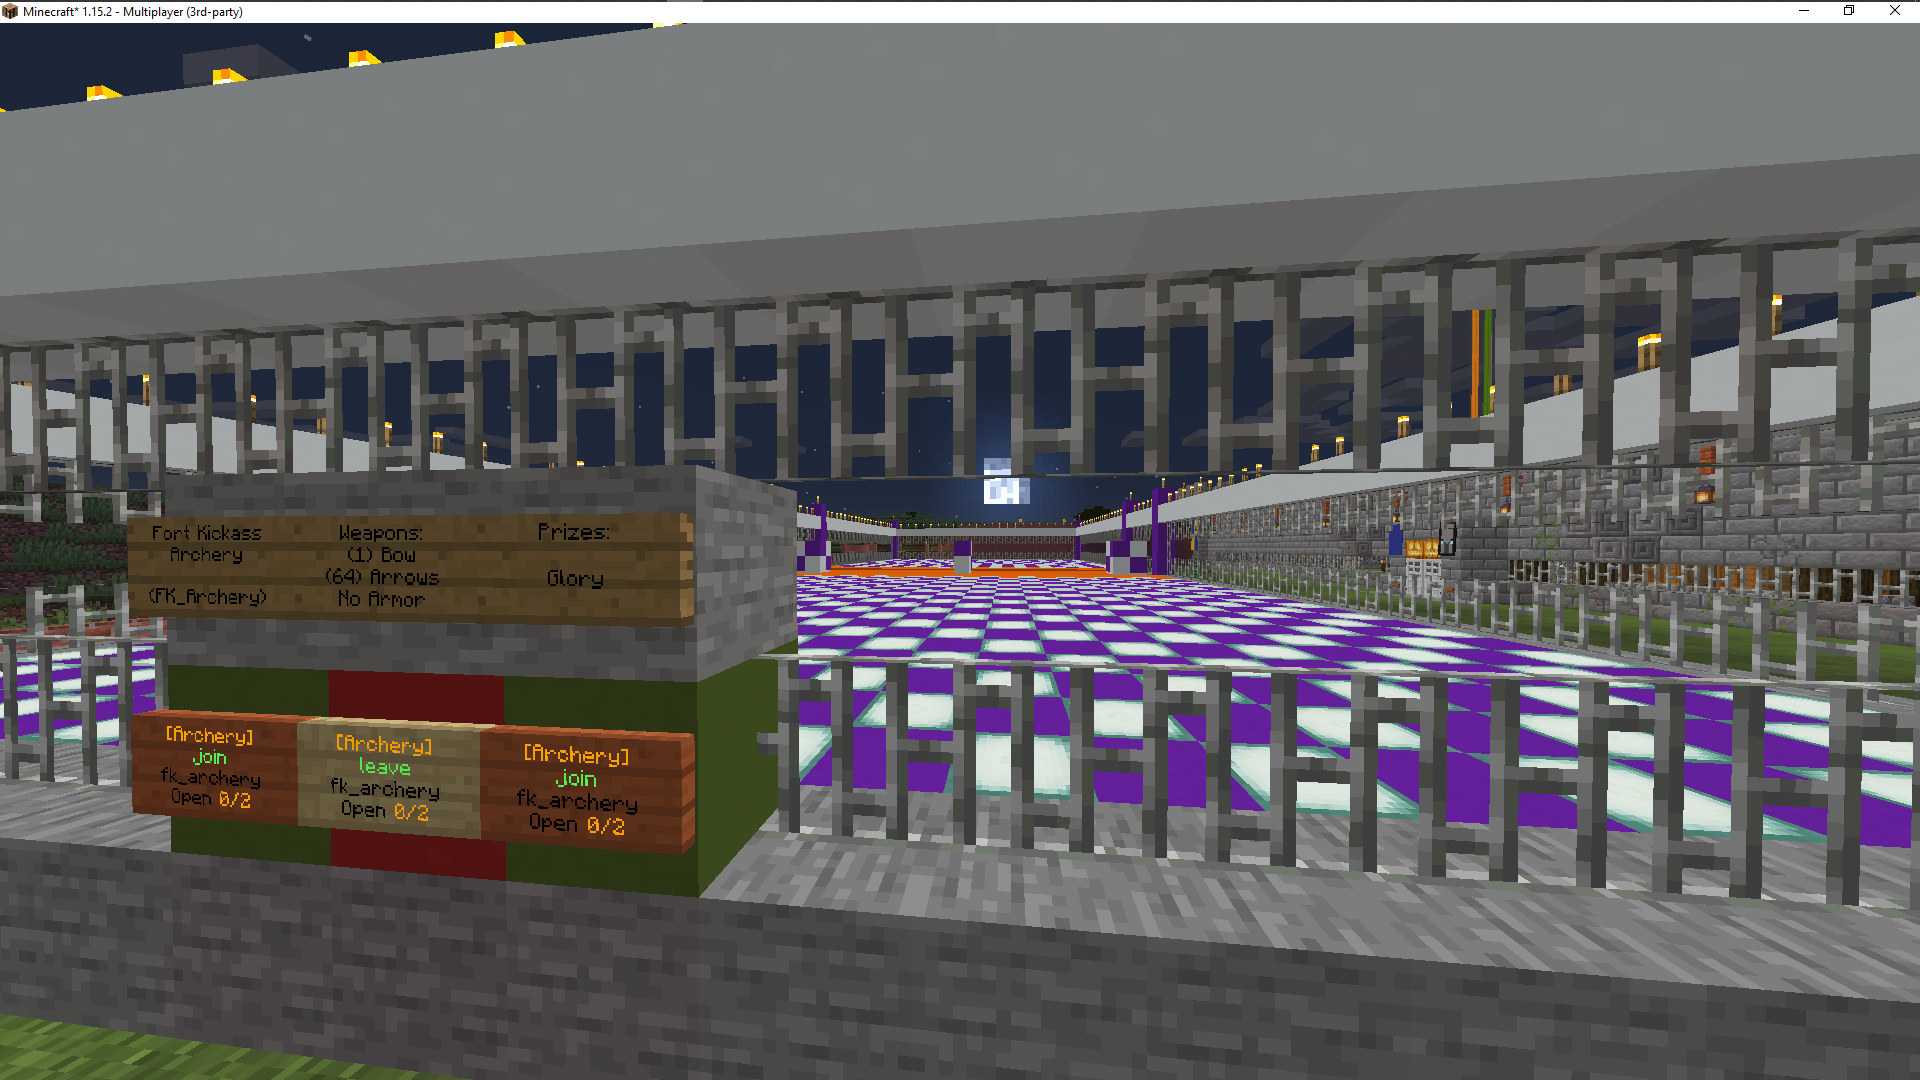 Minecraft* 1.15.2 - Multiplayer (3rd-party)
Fort Kickass
Archery
(FK_Archery)
Weapons:
(1) Bow
(64) Arrows
No Armor
Prizes:
Glory
[Archery]
join
fk_archery
Open 0/2
[Archery]
leave
fk_archery
Open 0/2
[Archery]
join
fk_archery
Open 0/2